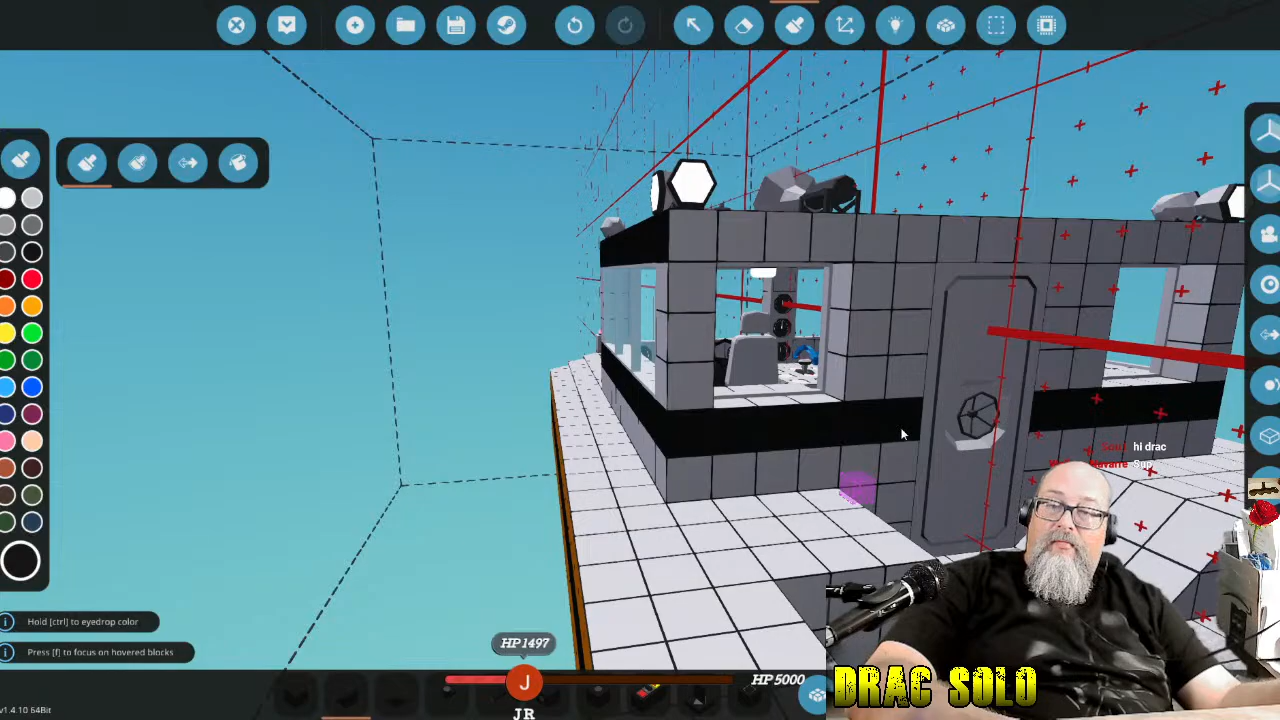 hi drac
Sup
Hold [ctrl] to eyedrop color
Press [f] to focus on hovered blocks
HP 1497
J
HP 5000
JR
DRAC SOLO
v1.4.10 64Bit